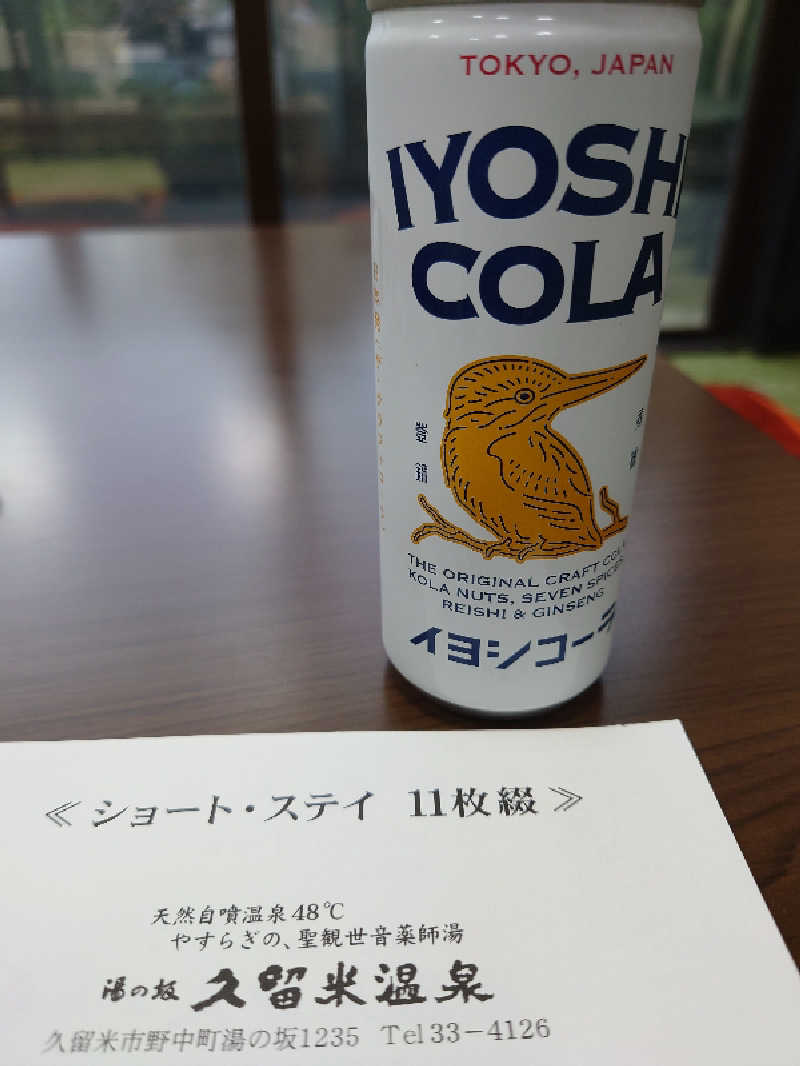 TOKYO, JAPAN
IYOSHI
COLA
THE ORIGINAL CRAFT COLA
KOLA NUTS, SEVEN SPICES
REISHI & GINSENG
イヨシコーラ
≪ショート・ステイ 11枚綴≫
天然自噴温泉48℃
やすらぎの、聖観世音薬師湯
湯の坂 久留米温泉
久留米市野中町湯の坂1235 Tel 33-4126